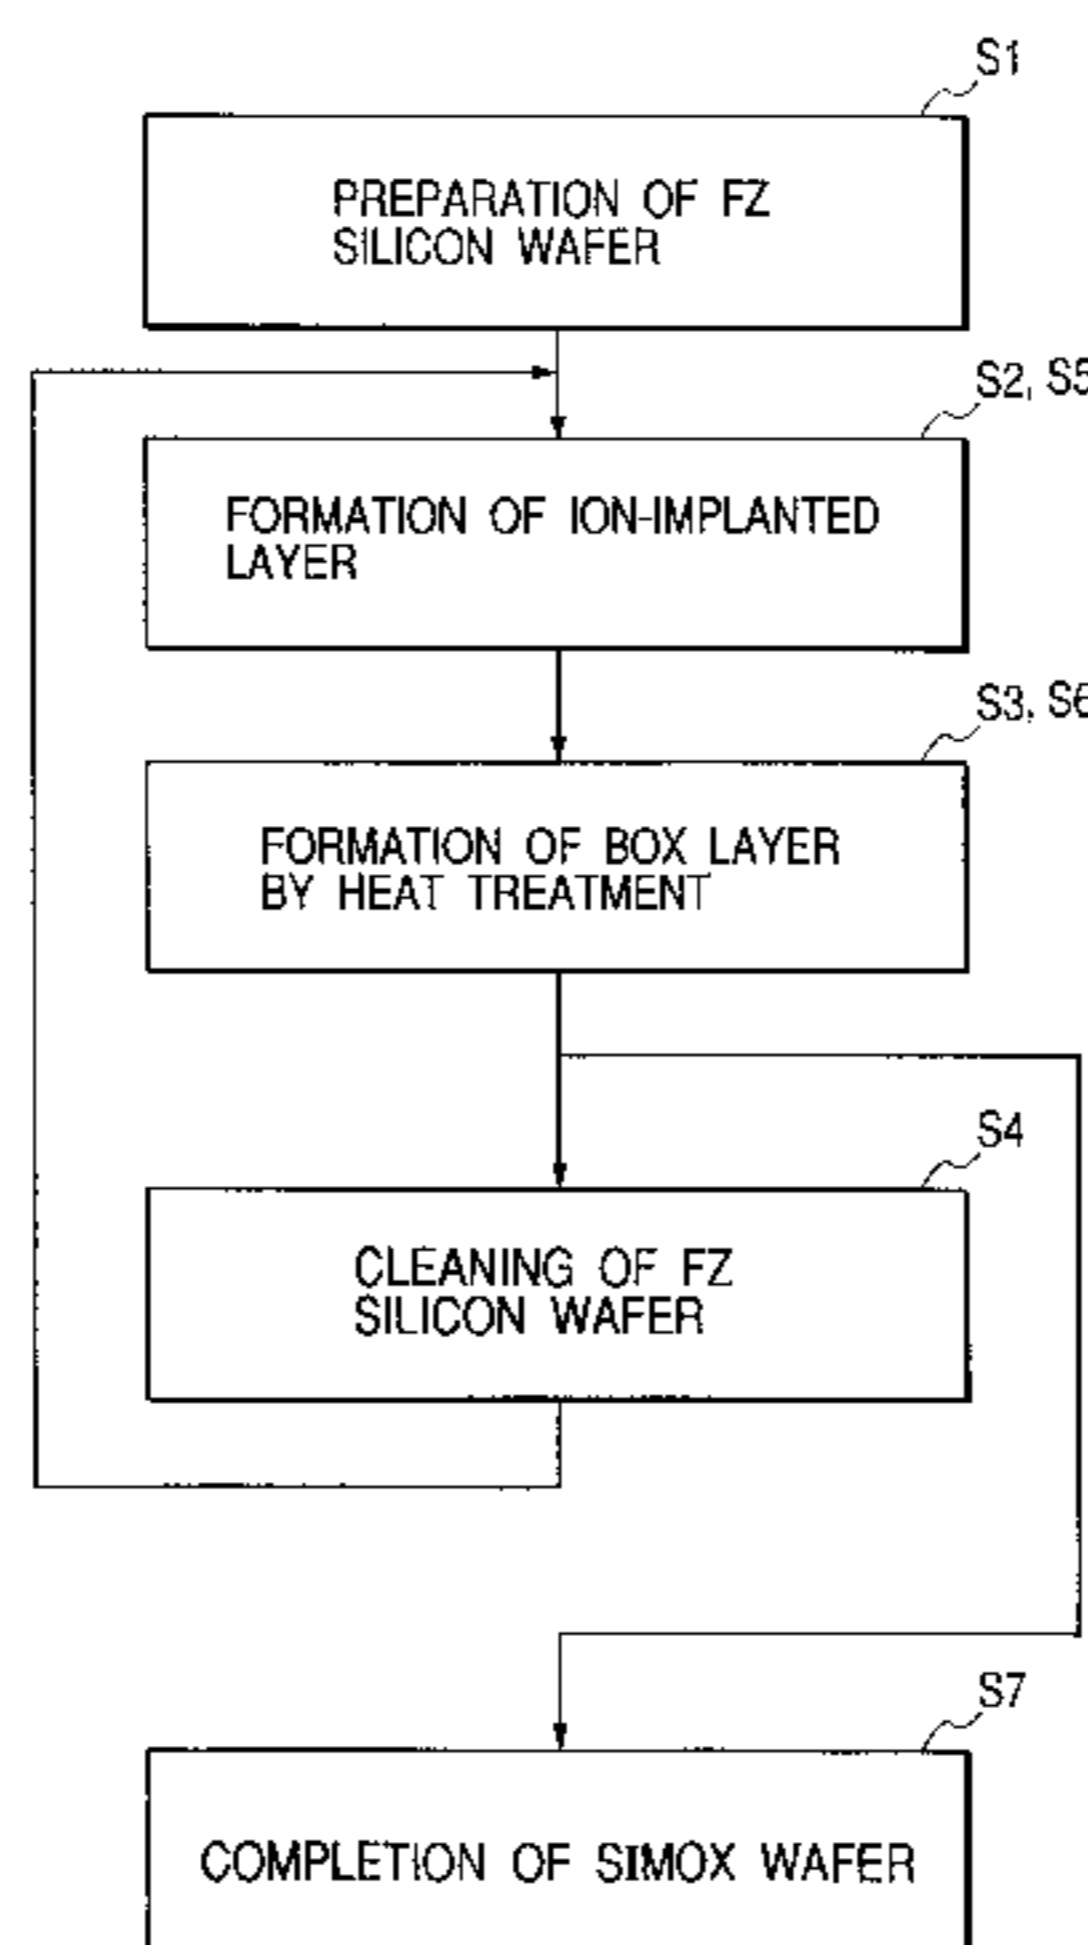 S1
PREPARATION OF FZ
SILICON WAFER
S2, S5
FORMATION OF ION-IMPLANTED
LAYER
S3, S6
FORMATION OF BOX LAYER
BY HEAT TREATMENT
S4
CLEANING OF FZ
SILICON WAFER
S7
COMPLETION OF SIMOX WAFER